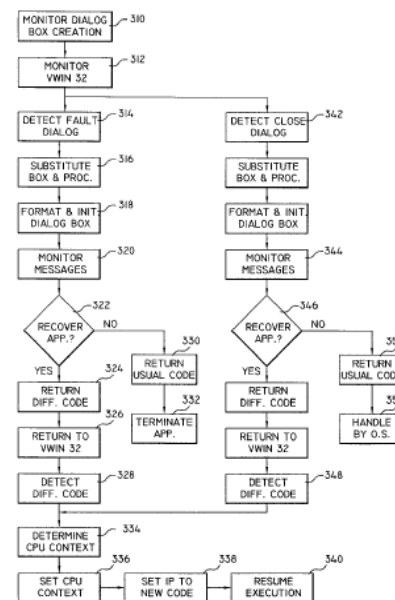 MONITOR DIALOG
BOX CREATION
310
MONITOR
VWIN 32
312
DETECT FAULT
DIALOG
314
SUBSTITUTE
BOX & PROC.
316
FORMAT & INIT.
DIALOG BOX
318
MONITOR
MESSAGES
320
RECOVER
APP.?
322
NO
YES
RETURN
USUAL CODE
330
TERMINATE
APP.
332
RETURN
DIFF. CODE
324
RETURN TO
VWIN 32
326
DETECT
DIFF. CODE
328
DETECT CLOSE
DIALOG
342
SUBSTITUTE
BOX & PROC.
FORMAT & INIT.
DIALOG BOX
MONITOR
MESSAGES
344
RECOVER
APP.?
346
NO
YES
RETURN
USUAL COD
HANDLE
BY O.S.
RETURN
DIFF. CODE
RETURN TO
VWIN 32
DETECT
DIFF. CODE
348
DETERMINE
CPU CONTEXT
334
SET CPU
CONTEXT
336
SET IP TO
NEW CODE
338
RESUME
EXECUTION
340